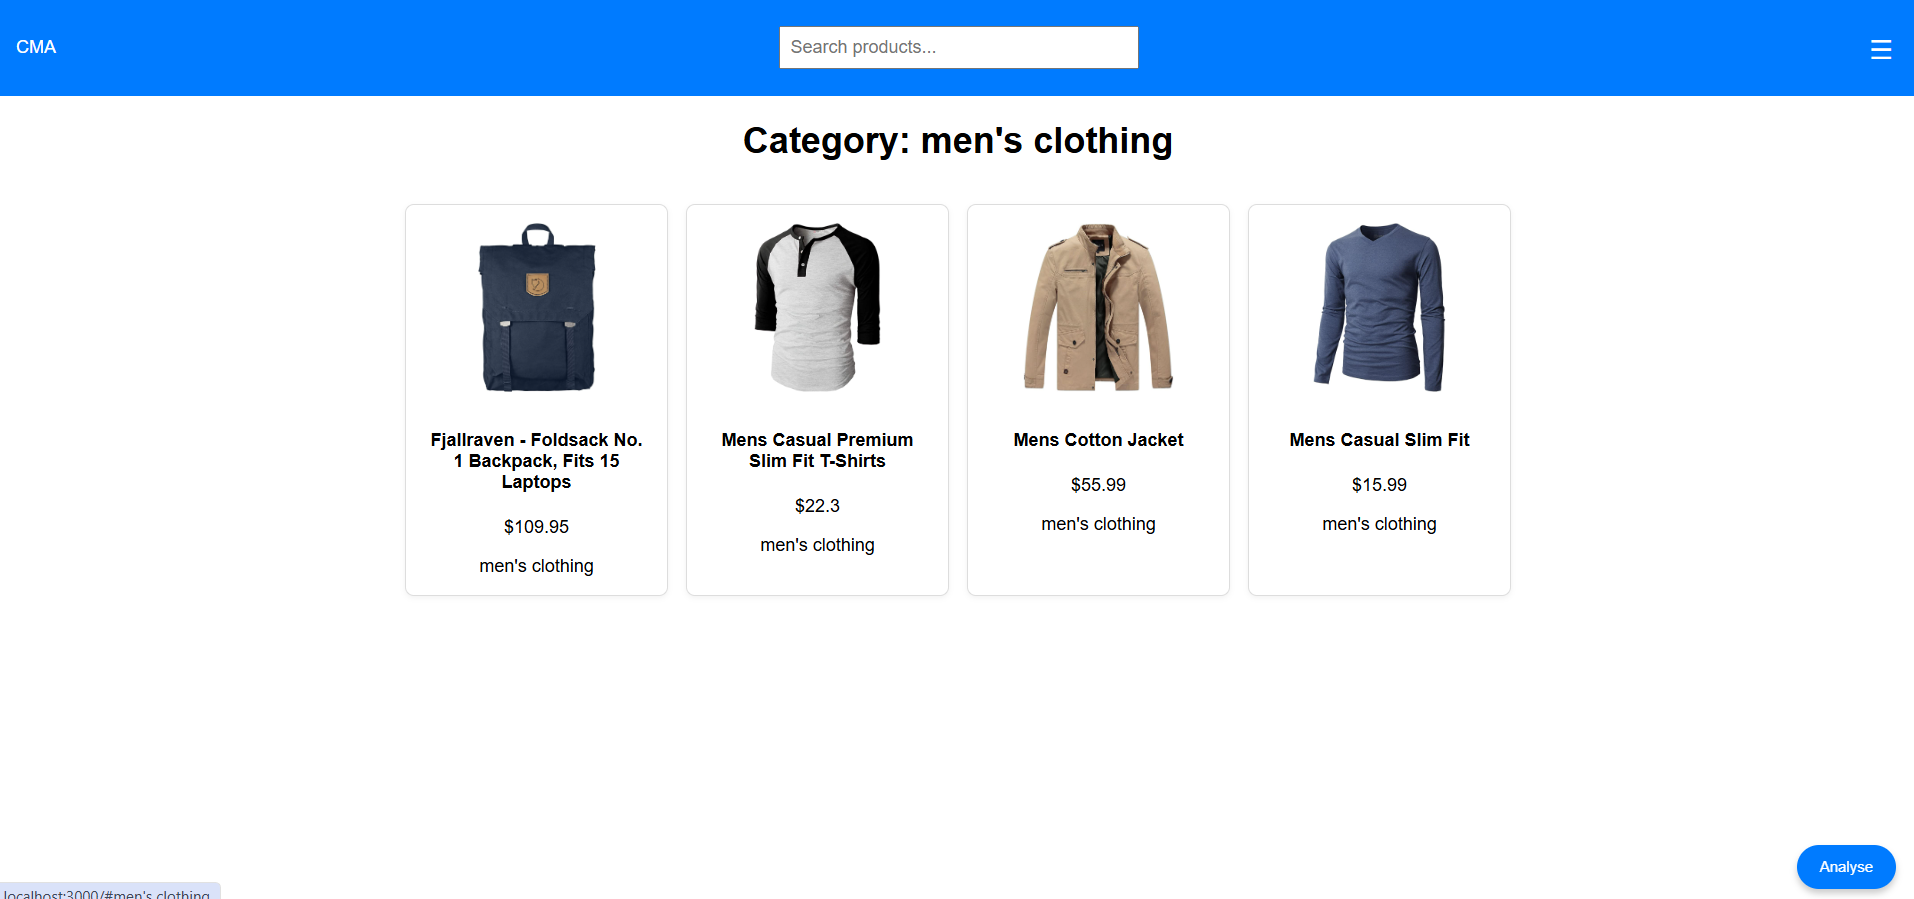 CMA
Search products...
Category: men's clothing
Fjallraven - Foldsack No.
1 Backpack, Fits 15
Laptops
$109.95
men's clothing
Mens Casual Premium
Slim Fit T-Shirts
$22.3
men's clothing
Mens Cotton Jacket
$55.99
men's clothing
Mens Casual Slim Fit
$15.99
men's clothing
Analyse
localhost:3000/#men's clothing